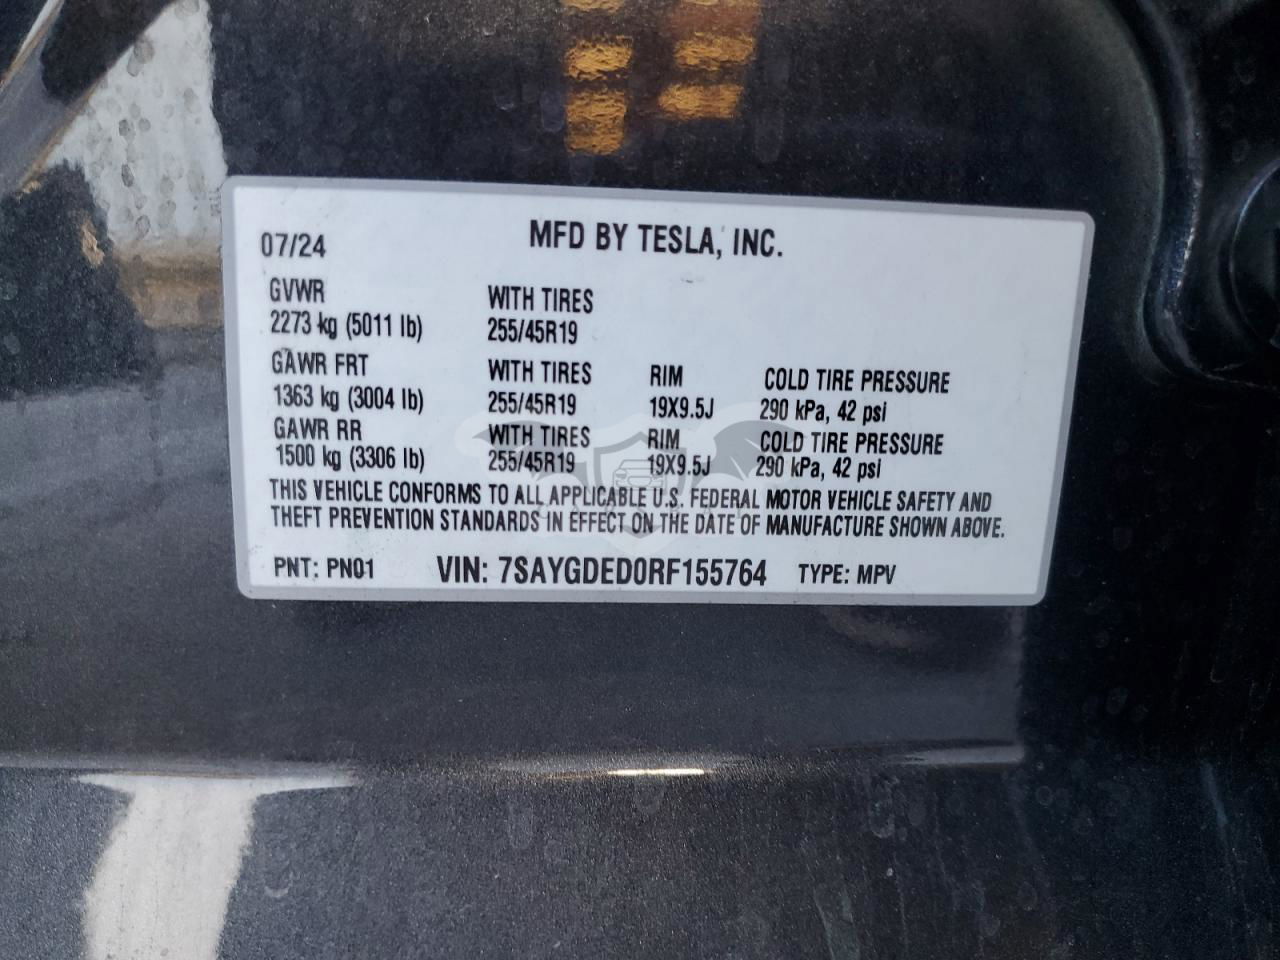 07/24 MFD BY TESLA, INC.
GVWR WITH TIRES
2273 kg (5011 lb) 255/45R19
GAWR FRT WITH TIRES RIM COLD TIRE PRESSURE
1363 kg (3004 lb) 255/45R19 19X9.5J 290 kPa, 42 psi
GAWR RR WITH TIRES RIM COLD TIRE PRESSURE
1500 kg (3306 lb) 255/45R19 19X9.5J 290 kPa, 42 psi
THIS VEHICLE CONFORMS TO ALL APPLICABLE U.S. FEDERAL MOTOR VEHICLE SAFETY AND
THEFT PREVENTION STANDARDS IN EFFECT ON THE DATE OF MANUFACTURE SHOWN ABOVE.
PNT: PN01 VIN: 7SAYGDED0RF155764 TYPE: MPV